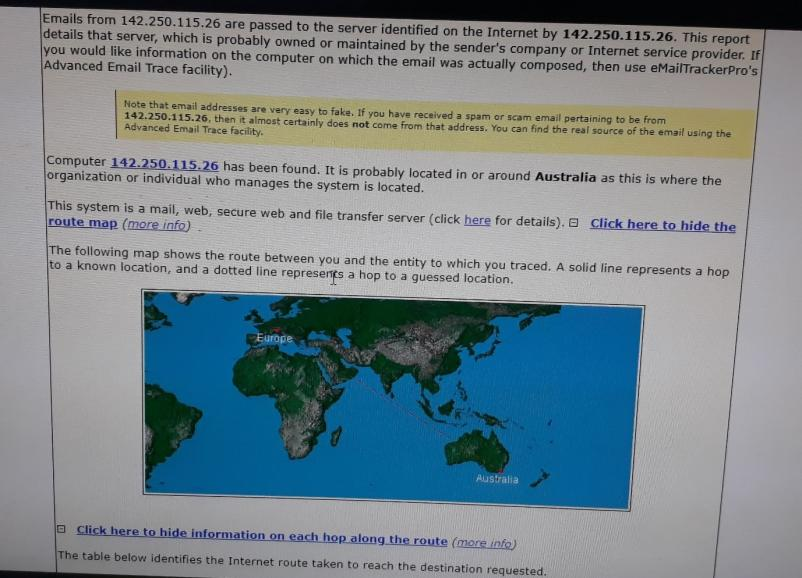 Emails from 142.250.115.26 are passed to the server identified on the Internet by 142.250.115.26. This report
details that server, which is probably owned or maintained by the sender's company or Internet service provider. If
you would like information on the computer on which the email was actually composed, then use eMailTrackerPro's
Advanced Email Trace facility).
Note that email addresses are very easy to fake. If you have received a spam or scam email pertaining to be from
142.250.115.26, then it almost certainly does not come from that address. You can find the real source of the email using the
Advanced Email Trace facility.
Computer 142.250.115.26 has been found. It is probably located in or around Australia as this is where the
organization or individual who manages the system is located.
This system is a mail, web, secure web and file transfer server (click here for details). Click here to hide the
route map (more info) .
The following map shows the route between you and the entity to which you traced. A solid line represents a hop
to a known location, and a dotted line represents a hop to a guessed location.
Europe
Australia
Click here to hide information on each hop along the route (more info)
The table below identifies the Internet route taken to reach the destination requested.